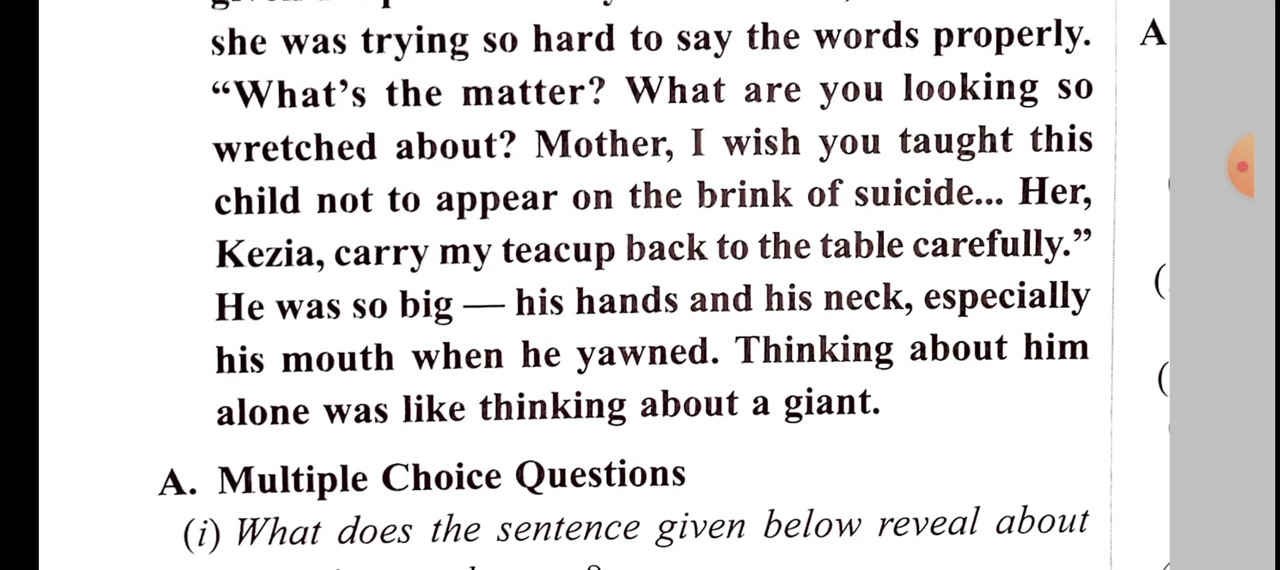 she was trying so hard to say the words properly.
“What’s the matter? What are you looking so
wretched about? Mother, I wish you taught this
child not to appear on the brink of suicide... Her,
Kezia, carry my teacup back to the table carefully.”
He was so big — his hands and his neck, especially
his mouth when he yawned. Thinking about him
alone was like thinking about a giant.
A. Multiple Choice Questions
(i) What does the sentence given below reveal about
A
(
(